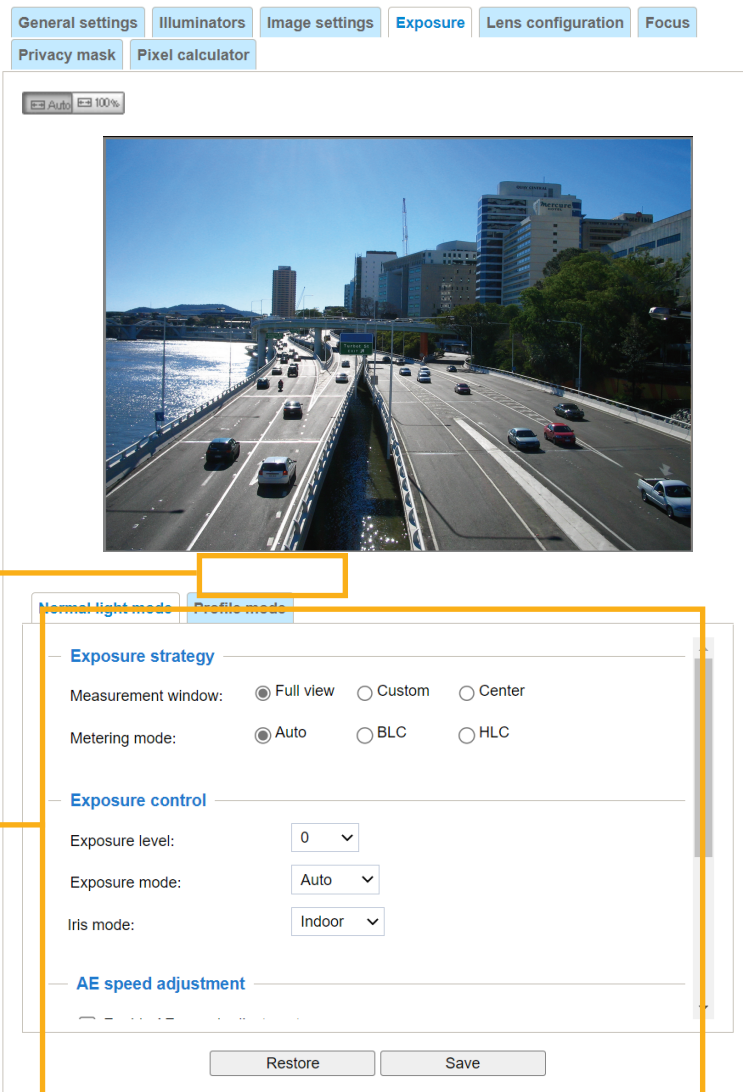 General settings Illuminators Image settings Exposure Lens configuration Focus
Privacy mask Pixel calculator
Auto 100%
Mercure
Normal light mode Profile mode
Exposure strategy
Measurement window: Full view Custom Center
Metering mode: Auto BLC HLC
Exposure control
Exposure level: 0
Exposure mode: Auto
Iris mode: Indoor
AE speed adjustment
Restore Save